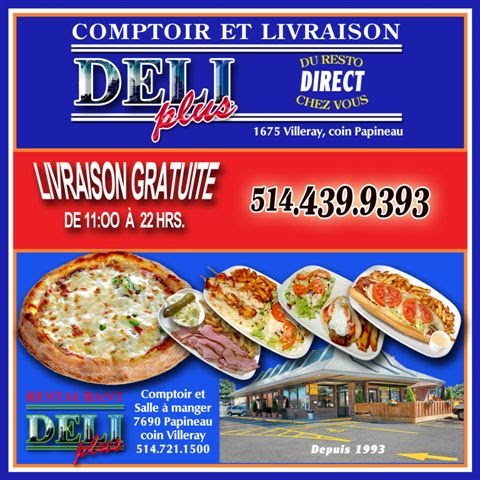 COMPTOIR ET LIVRAISON
DELI
plus
DU RESTO
DIRECT
CHEZ VOUS
1675 Villeray, coin Papineau
LIVRAISON GRATUITE
DE 11:00 À 22 HRS.
514.439.9393
RESTAURANT
DELI
plus
Comptoir et
Salle à manger
7690 Papineau
coin Villeray
514.721.1500
Depuis 1993